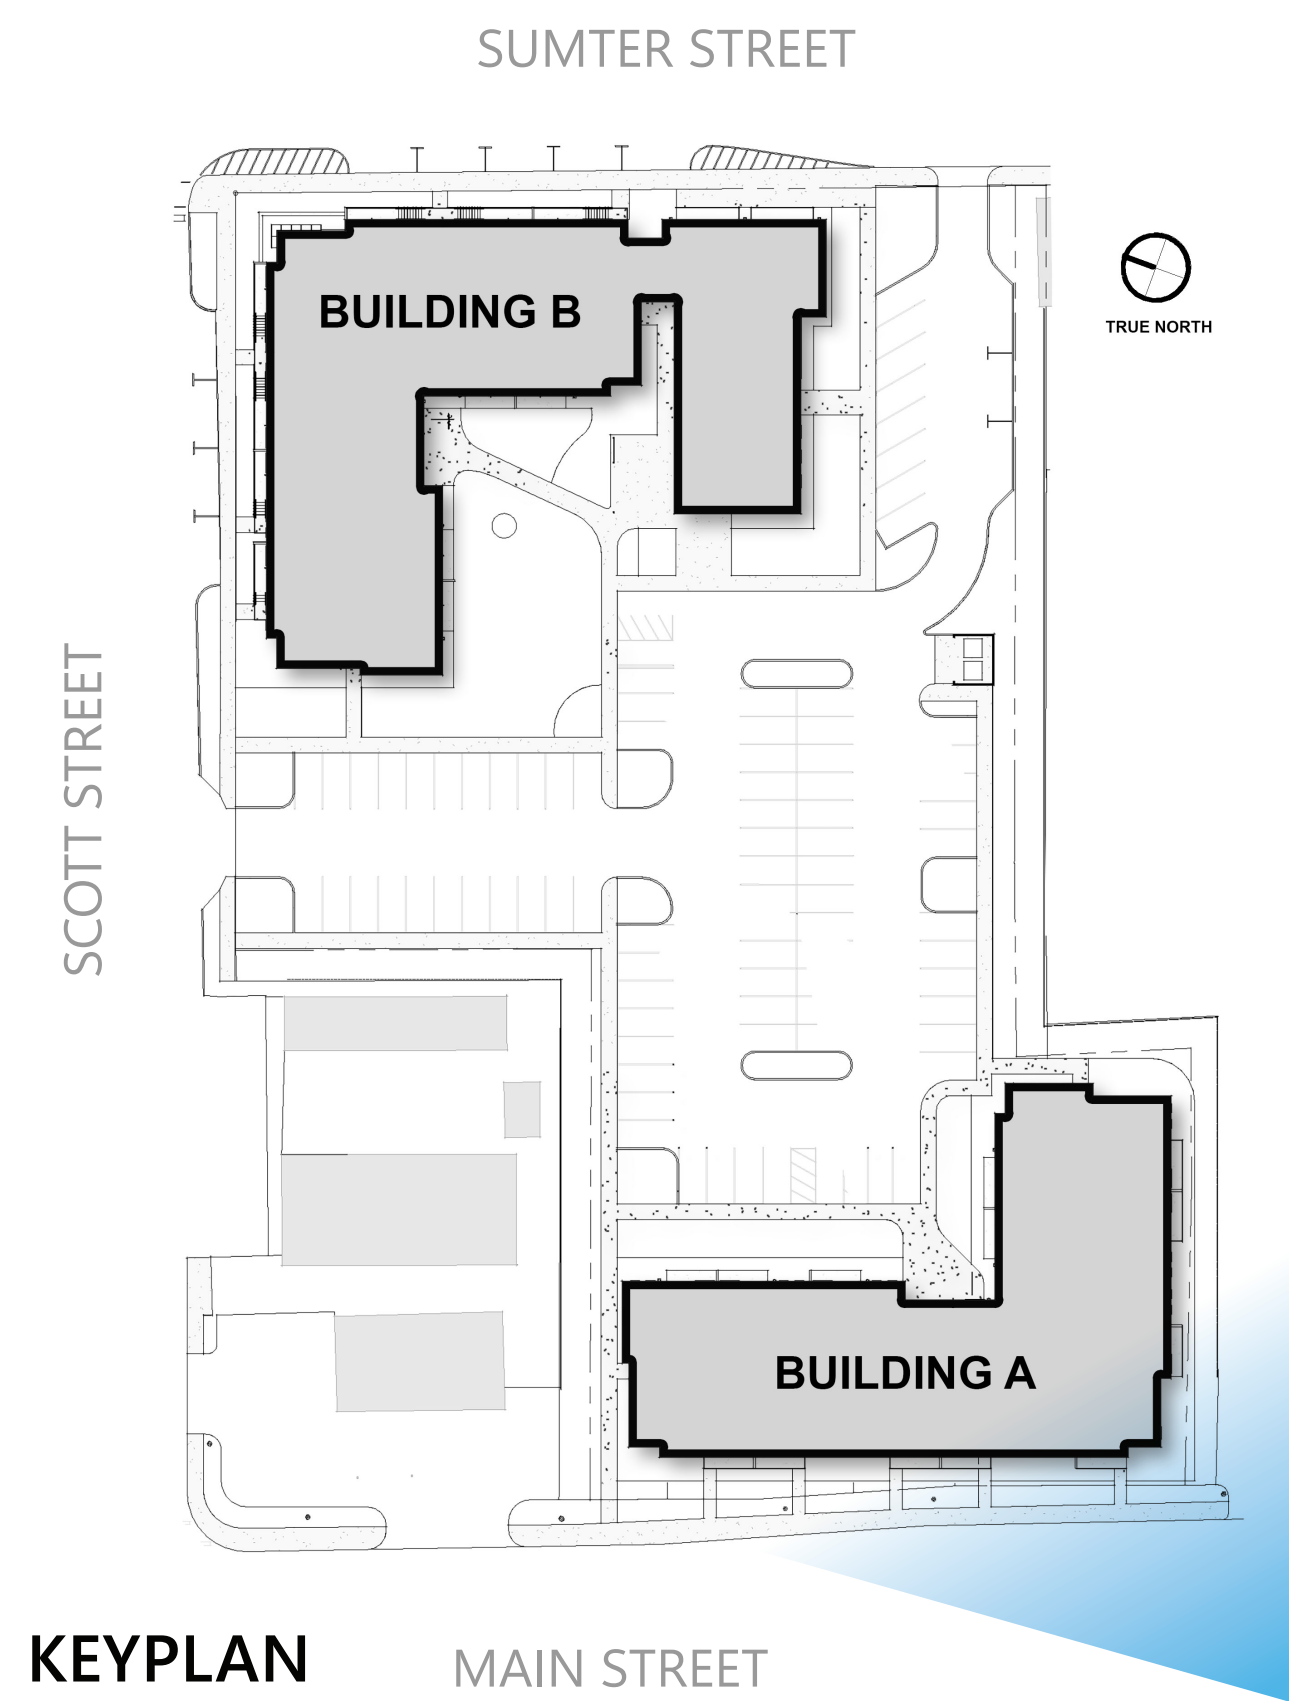 SUMTER STREET
BUILDING B
TRUE NORTH
SCOTT STREET
BUILDING A
KEYPLAN
MAIN STREET